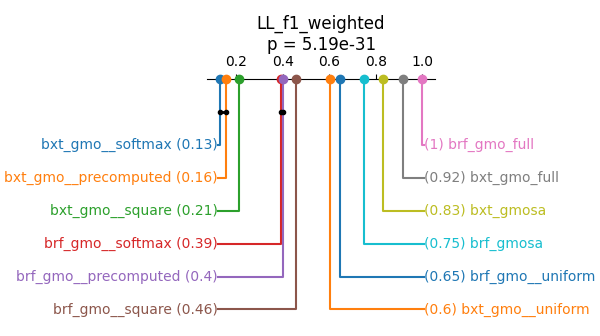 LL_f1_weighted
p = 5.19e-31
0.2 0.4 0.6 0.8 1.0
bxt_gmo__softmax (0.13)
(1) brf_gmo_full
bxt_gmo__precomputed (0.16)
(0.92) bxt_gmo_full
bxt_gmo__square (0.21)
(0.83) bxt_gmosa
brf_gmo__softmax (0.39)
(0.75) brf_gmosa
brf_gmo__precomputed (0.4)
(0.65) brf_gmo__uniform
brf_gmo__square (0.46)
(0.6) bxt_gmo__uniform